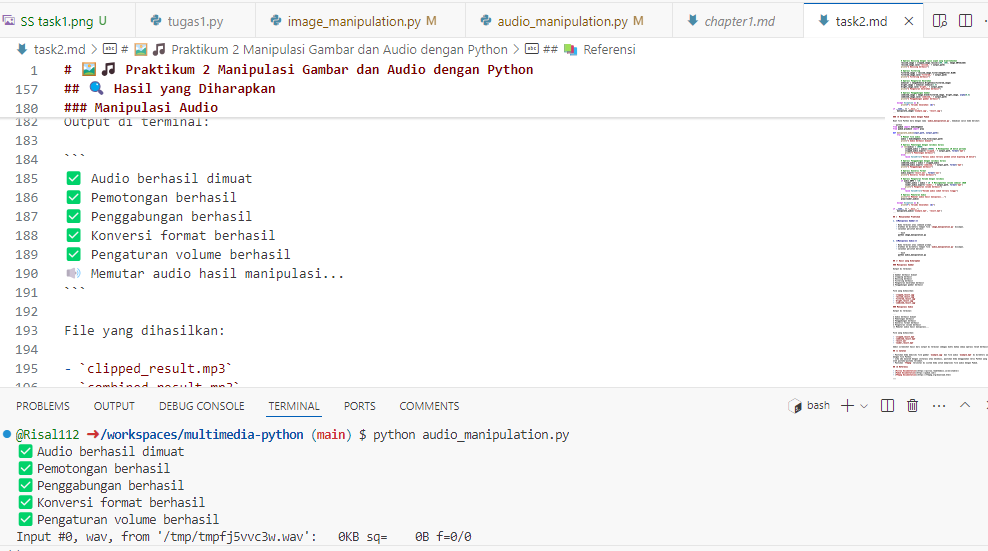 SS task1.png U
tugas1.py
image_manipulation.py M
audio_manipulation.py M
chapter1.md
task2.md
task2.md > # 🖼️🎵 Praktikum 2 Manipulasi Gambar dan Audio dengan Python > ## 📚 Referensi
1 # 🖼️🎵 Praktikum 2 Manipulasi Gambar dan Audio dengan Python
157 ## 🔍 Hasil yang Diharapkan
180 ### Manipulasi Audio
182 Output di terminal:
183
184 ```
185 ✅ Audio berhasil dimuat
186 ✅ Pemotongan berhasil
187 ✅ Penggabungan berhasil
188 ✅ Konversi format berhasil
189 ✅ Pengaturan volume berhasil
190 🔊 Memutar audio hasil manipulasi...
191 ```
192
193 File yang dihasilkan:
194
195 - `clipped_result.mp3`
196 - `combined_result.mp3`
PROBLEMS OUTPUT DEBUG CONSOLE TERMINAL PORTS COMMENTS
bash
@Risal112 ➜/workspaces/multimedia-python (main) $ python audio_manipulation.py
✅ Audio berhasil dimuat
✅ Pemotongan berhasil
✅ Penggabungan berhasil
✅ Konversi format berhasil
✅ Pengaturan volume berhasil
Input #0, wav, from '/tmp/tmpfj5vvc3w.wav':   0KB sq=    0B f=0/0